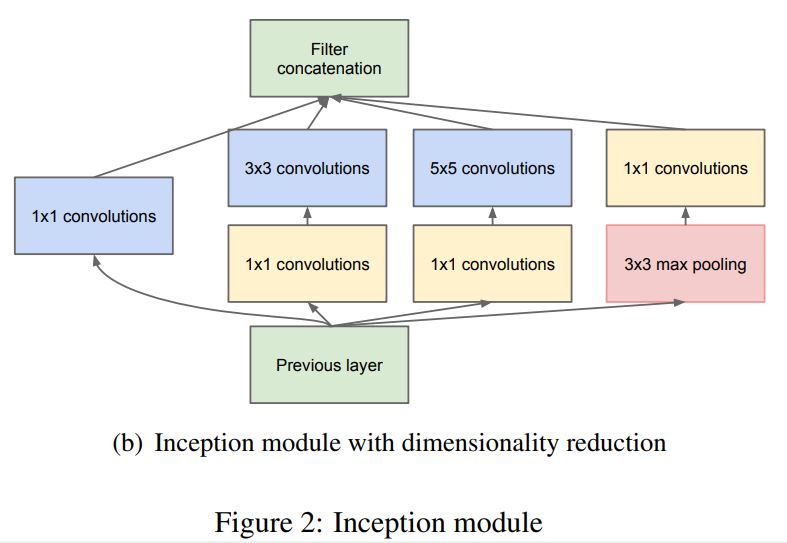 Filter
concatenation
3x3 convolutions
5x5 convolutions
1x1 convolutions
1x1 convolutions
1x1 convolutions
1x1 convolutions
3x3 max pooling
Previous layer
(b) Inception module with dimensionality reduction
Figure 2: Inception module